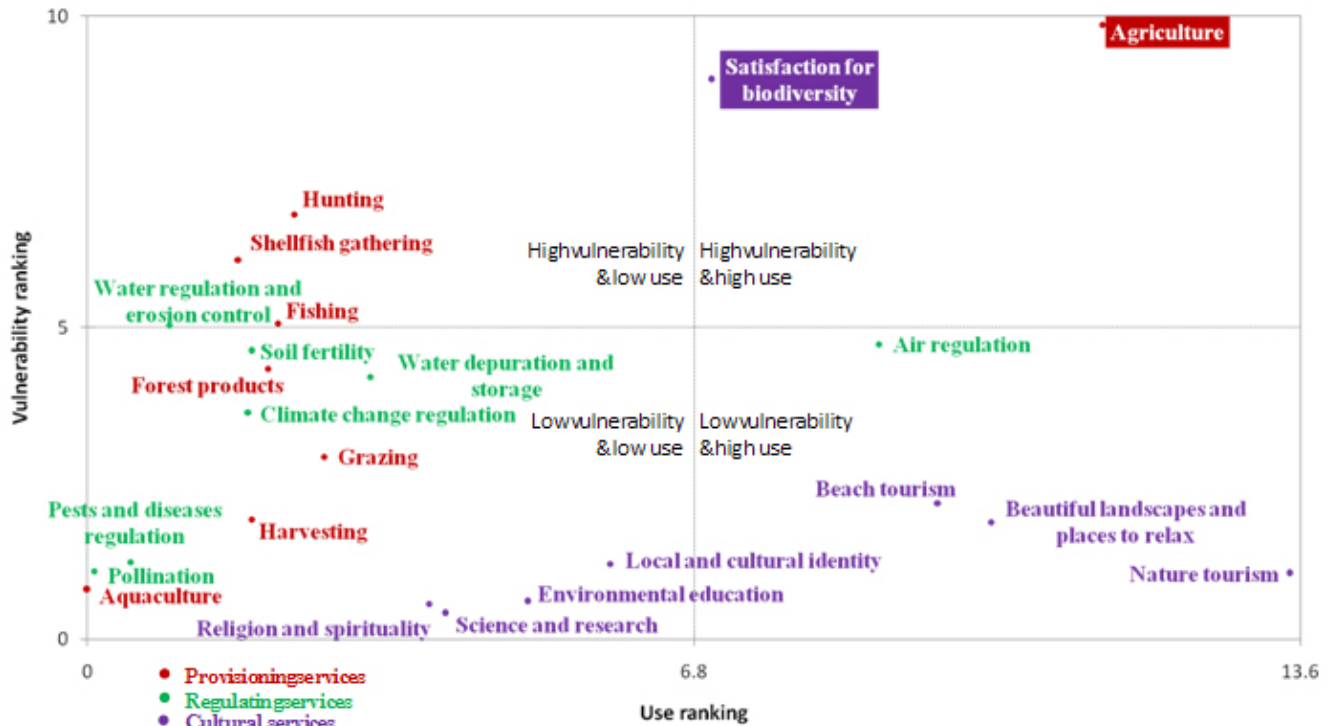 10
Agriculture
Satisfaction for
biodiversity
Hunting
Shellfish gathering
Highvulnerability
&low use
Highvulnerability
&high use
Water regulation and
erosion control
Fishing
5
Soil fertility
Air regulation
Water depuration and
storage
Forest products
Climate change regulation
Lowvulnerability
&low use
Lowvulnerability
&high use
Grazing
Beach tourism
Pests and diseases
regulation
Beautiful landscapes and
places to relax
Harvesting
Local and cultural identity
Pollination
Nature tourism
Aquaculture
Environmental education
Religion and spirituality
Science and research
0
Vulnerability ranking
0
6.8
13.6
Provisioningservices
Regulatingservices
Cultural services
Use ranking